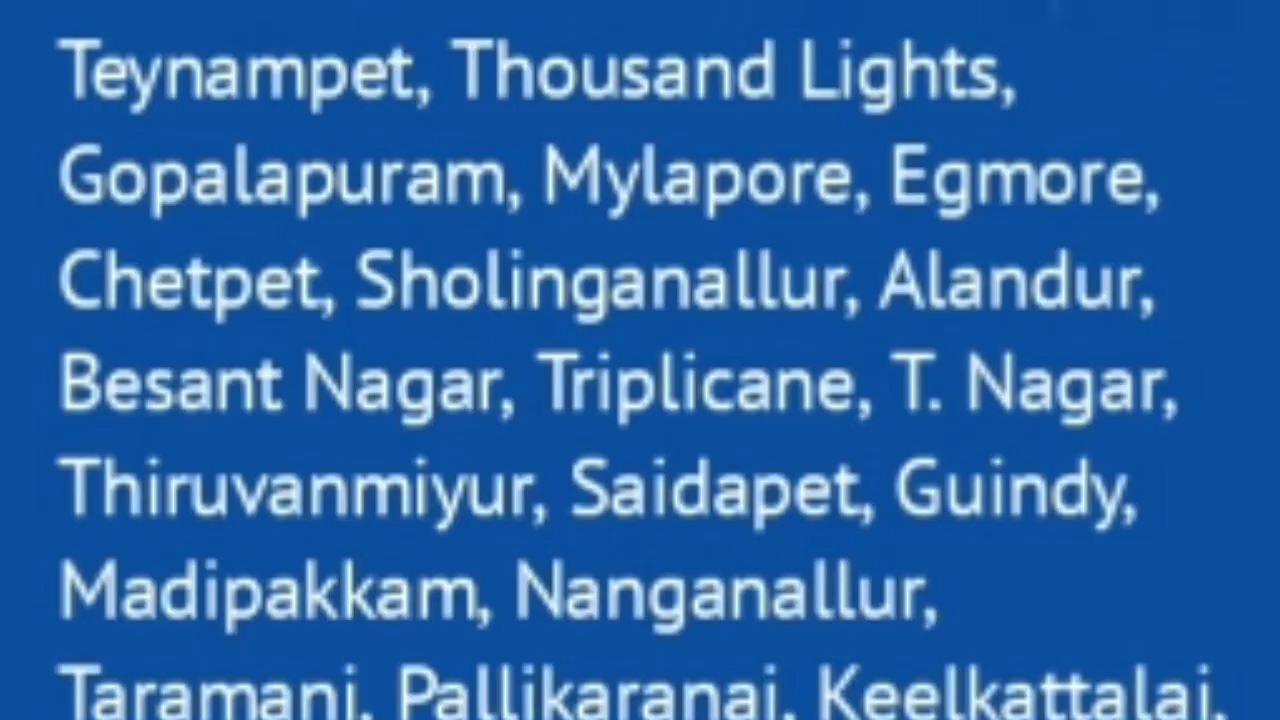 Teynampet, Thousand Lights,
Gopalapuram, Mylapore, Egmore,
Chetpet, Sholinganallur, Alandur,
Besant Nagar, Triplicane, T. Nagar,
Thiruvanmiyur, Saidapet, Guindy,
Madipakkam, Nanganallur,
Taramani, Pallikaranai, Keelkattalai,